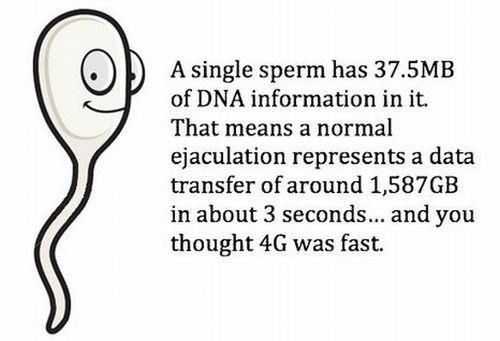 A single sperm has 37.5MB
of DNA information in it.
That means a normal
ejaculation represents a data
transfer of around 1,587GB
in about 3 seconds... and you
thought 4G was fast.